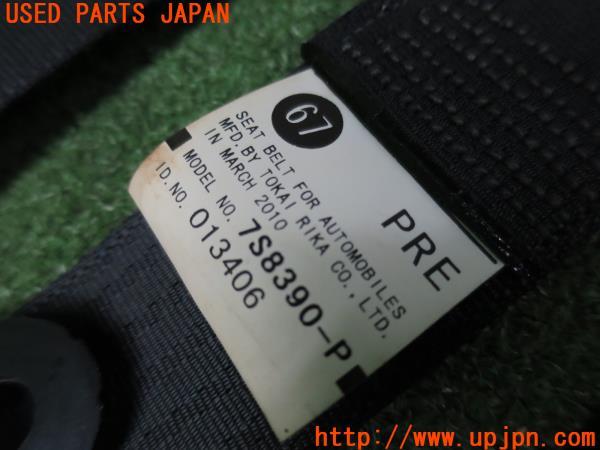 USED PARTS JAPAN
67
SEAT BELT FOR AUTOMOBILES
MFD. BY TOKAI RIKA CO., LTD.
IN MARCH 2010
MODEL NO. 7S8390-P
ID.NO. 013406
PRE
http://www.upjpn.com